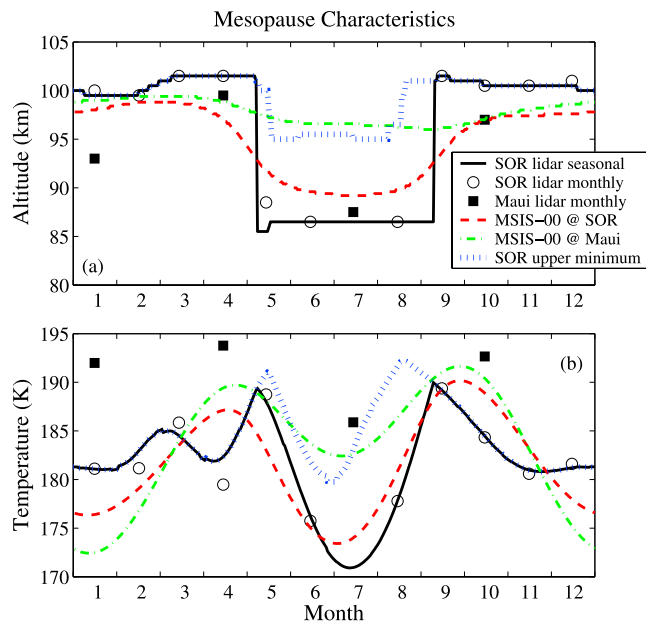 Mesopause Characteristics
105
100
95
90
85
80
Altitude (km)
(a)
SOR lidar seasonal
SOR lidar monthly
Maui lidar monthly
MSIS−00 @ SOR
MSIS−00 @ Maui
SOR upper minimum
1 2 3 4 5 6 7 8 9 10 11 12
195
190
185
180
175
170
Temperature (K)
(b)
1 2 3 4 5 6 7 8 9 10 11 12
Month